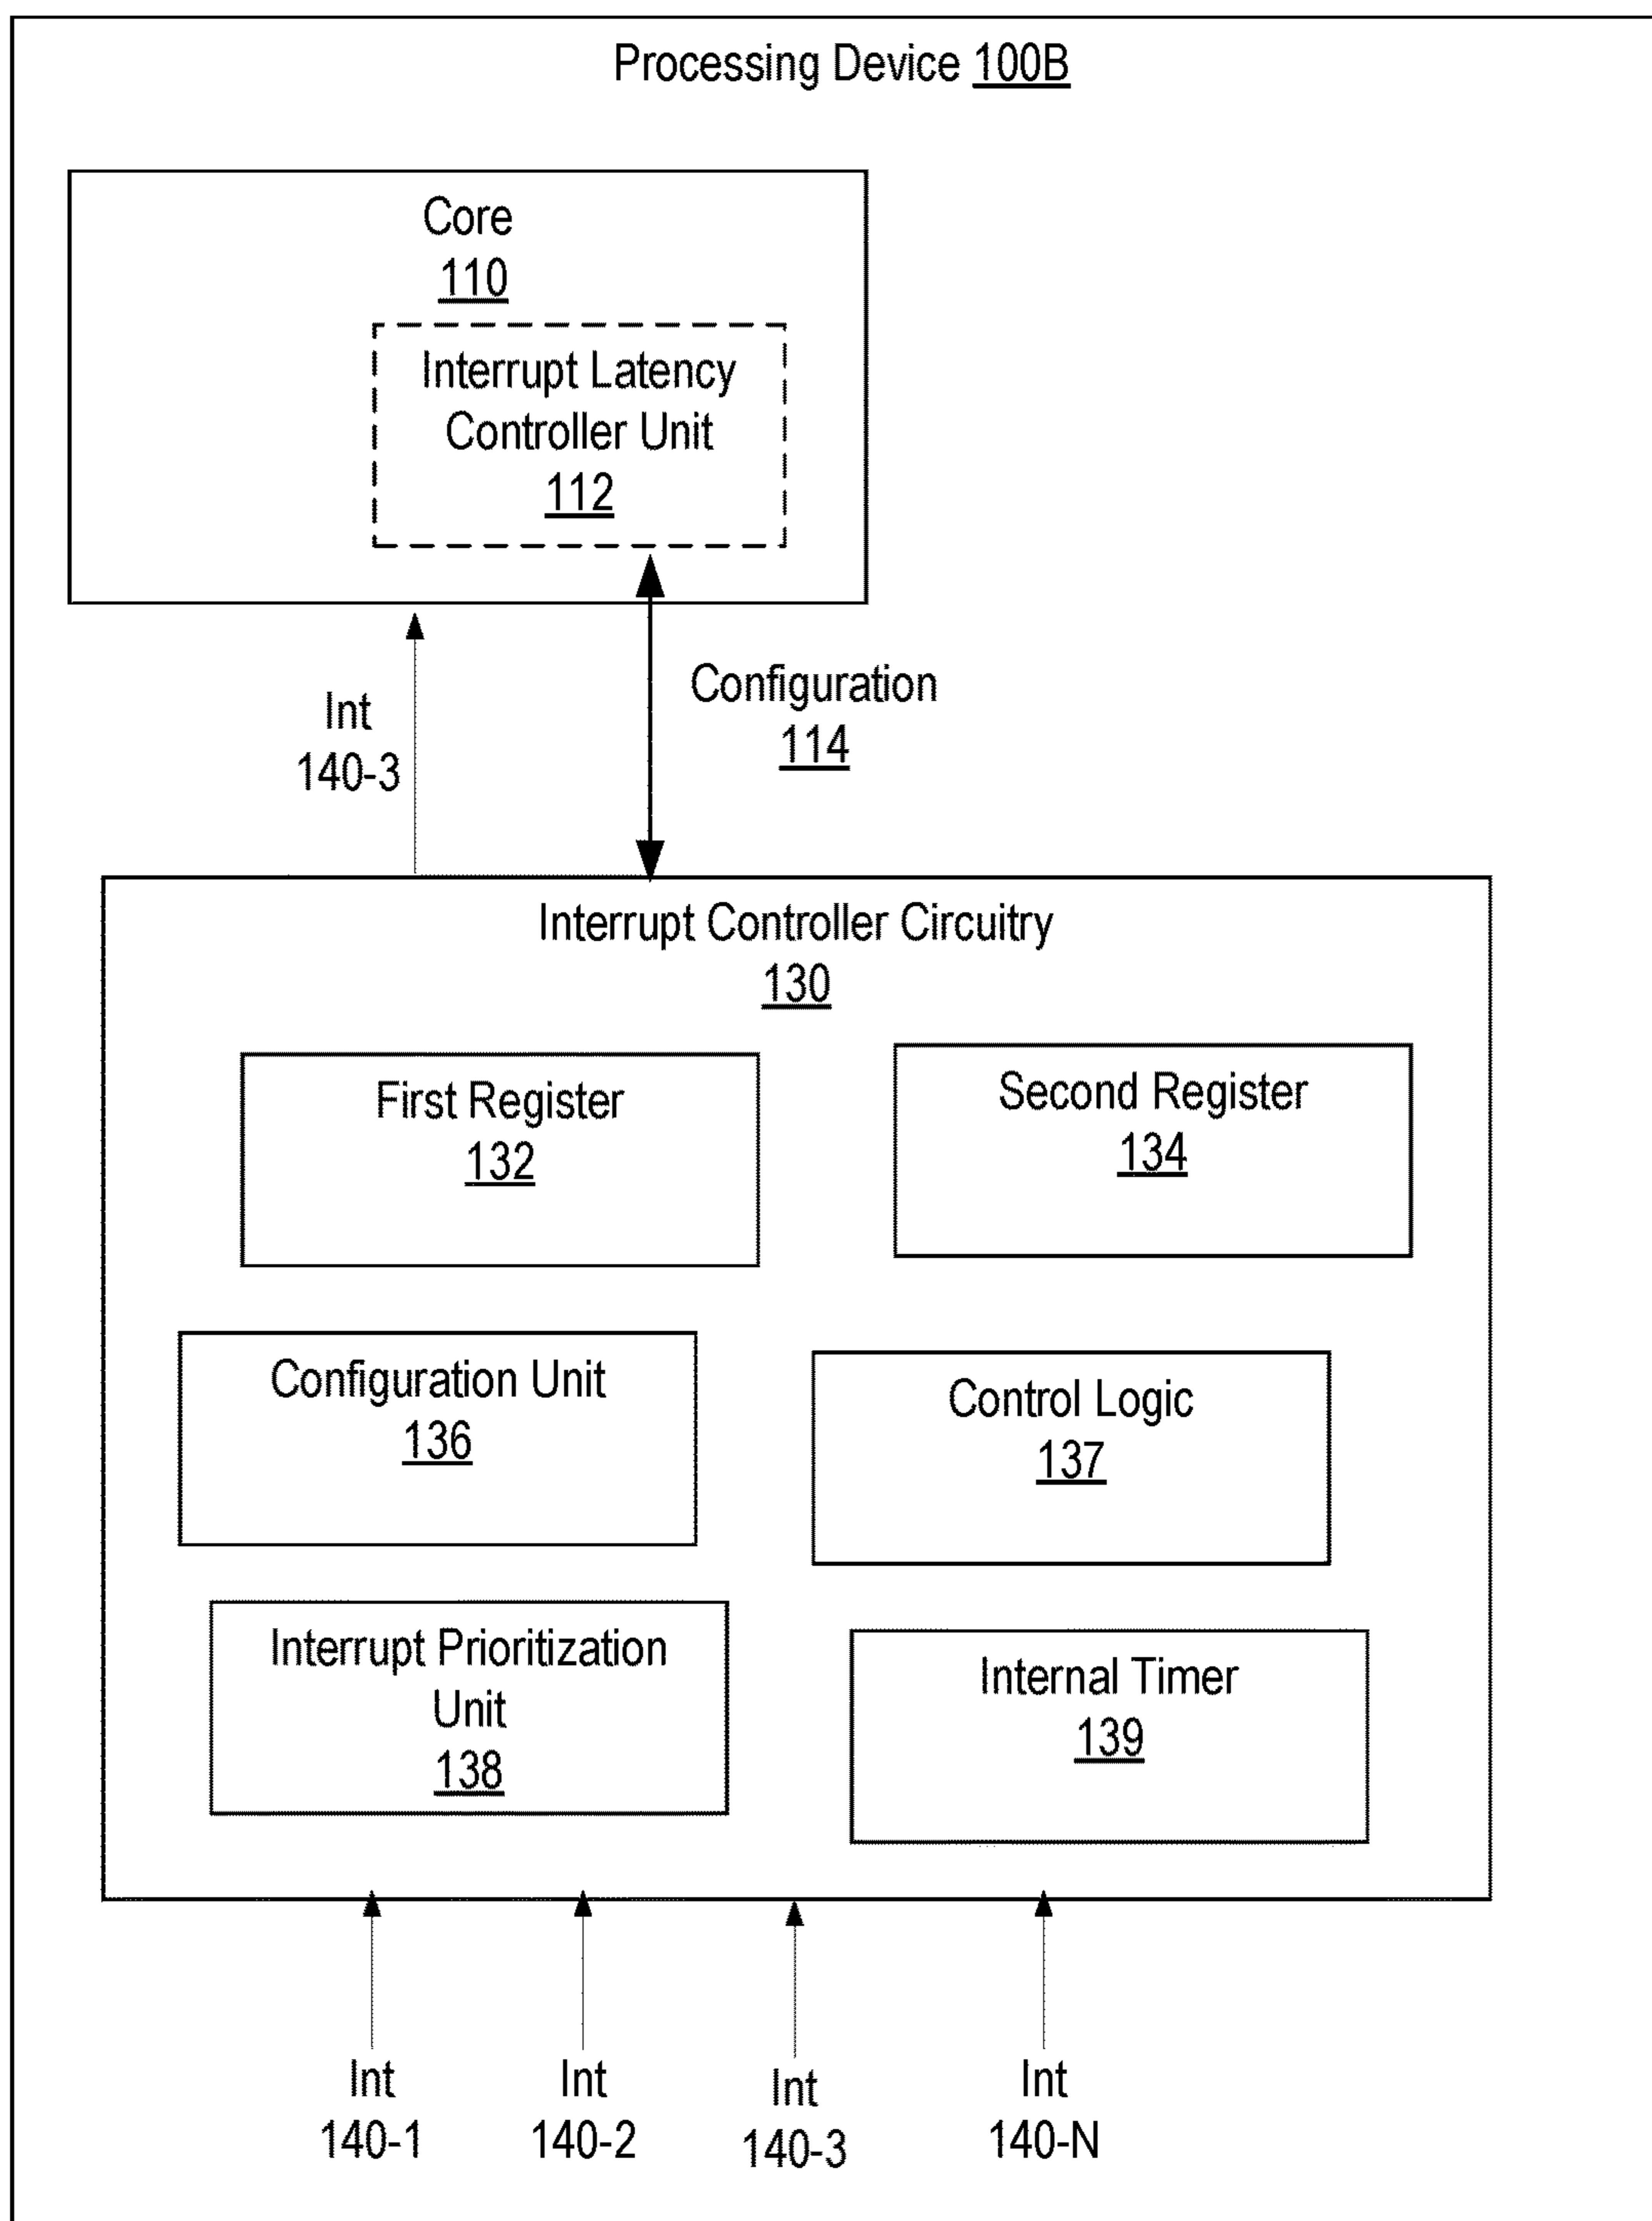 Processing Device 100B
Core
110
Interrupt Latency
Controller Unit
112
Int
140-3
Configuration
114
Interrupt Controller Circuitry
130
First Register
132
Second Register
134
Configuration Unit
136
Control Logic
137
Interrupt Prioritization
Unit
138
Internal Timer
139
Int
140-1
Int
140-2
Int
140-3
Int
140-N